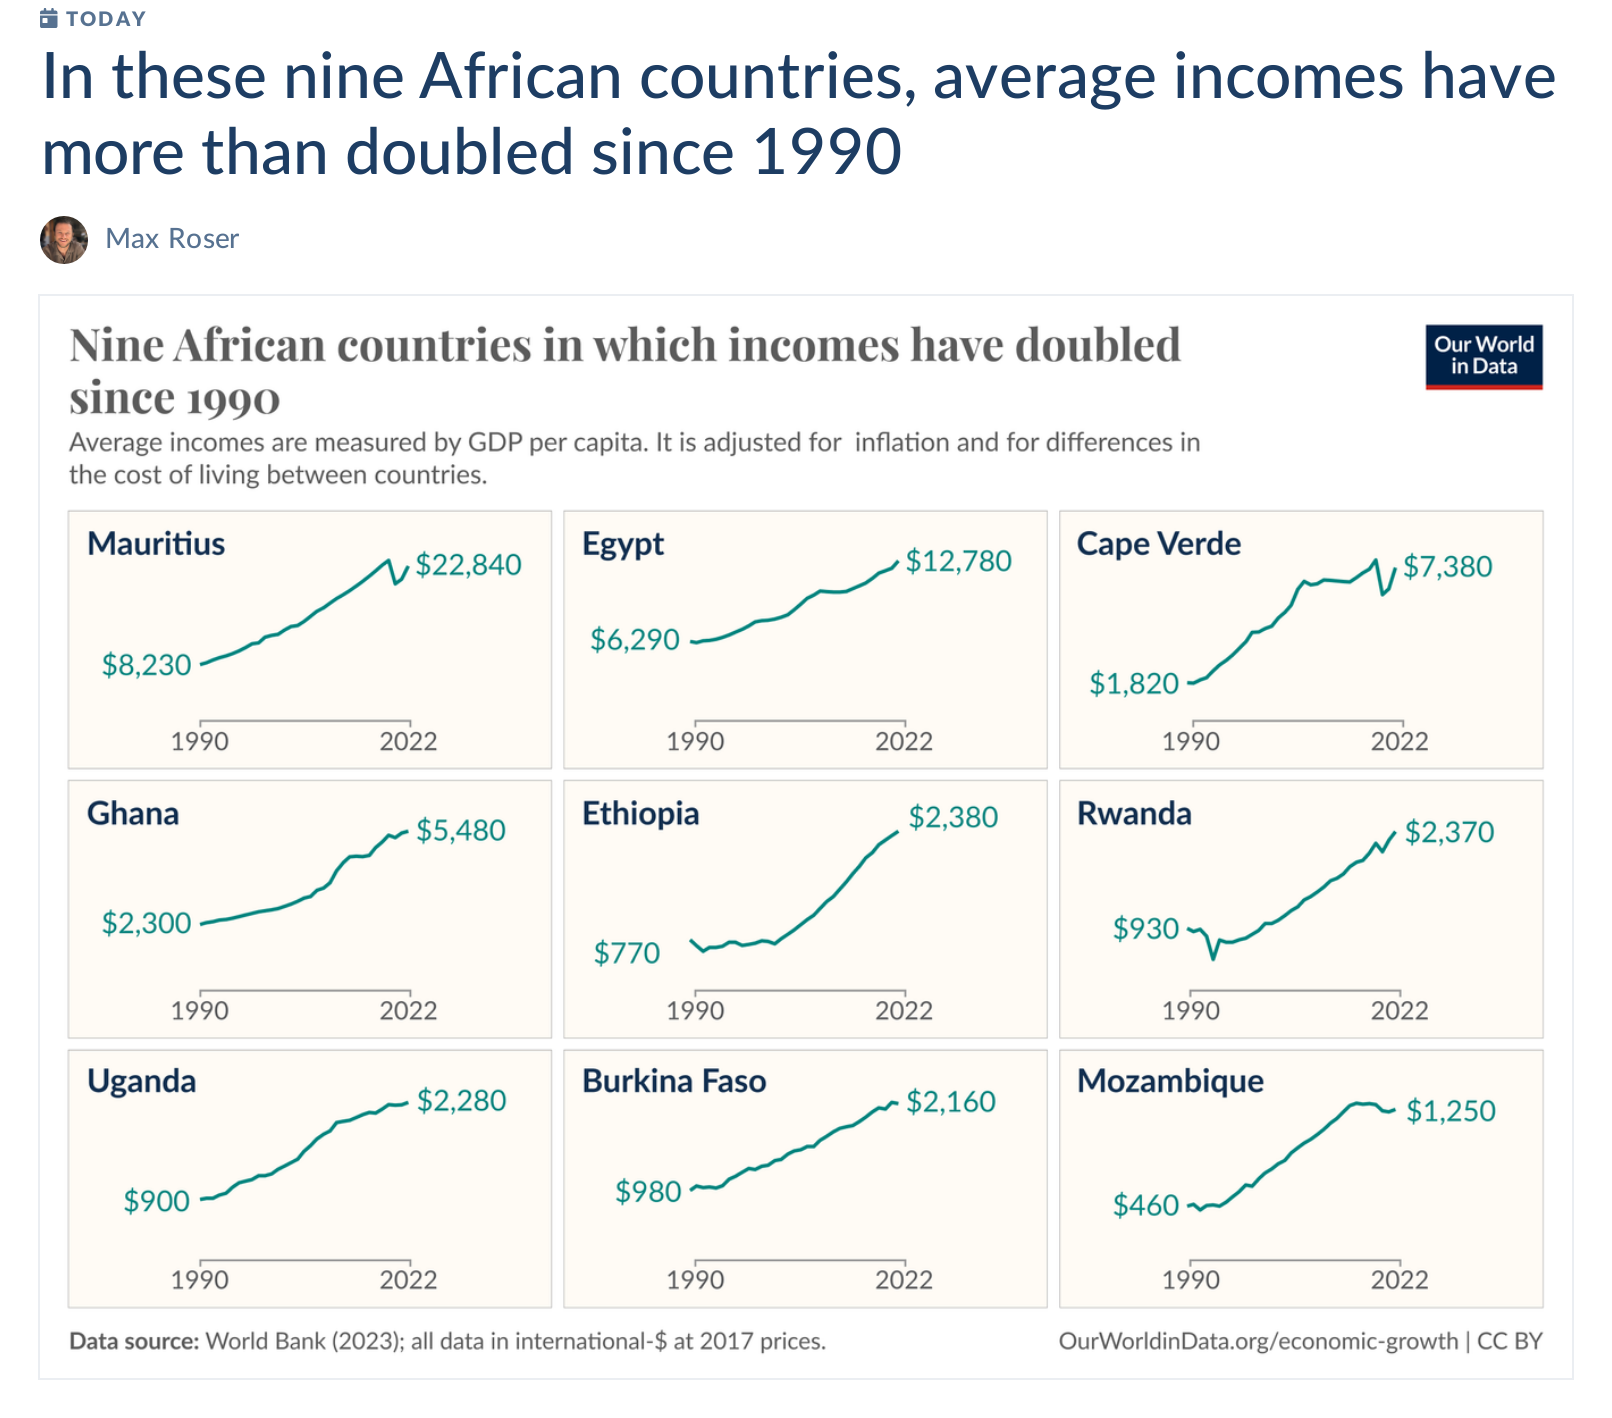 TODAY
In these nine African countries, average incomes have
more than doubled since 1990
Max Roser
Nine African countries in which incomes have doubled
since 1990
Our World
in Data
Average incomes are measured by GDP per capita. It is adjusted for  inflation and for differences in
the cost of living between countries.
Mauritius
$22,840
$8,230
1990 2022
Egypt
$12,780
$6,290
1990 2022
Cape Verde
$7,380
$1,820
1990 2022
Ghana
$5,480
$2,300
1990 2022
Ethiopia
$2,380
$770
1990 2022
Rwanda
$2,370
$930
1990 2022
Uganda
$2,280
$900
1990 2022
Burkina Faso
$2,160
$980
1990 2022
Mozambique
$1,250
$460
1990 2022
Data source: World Bank (2023); all data in international-$ at 2017 prices.
OurWorldinData.org/economic-growth | CC BY